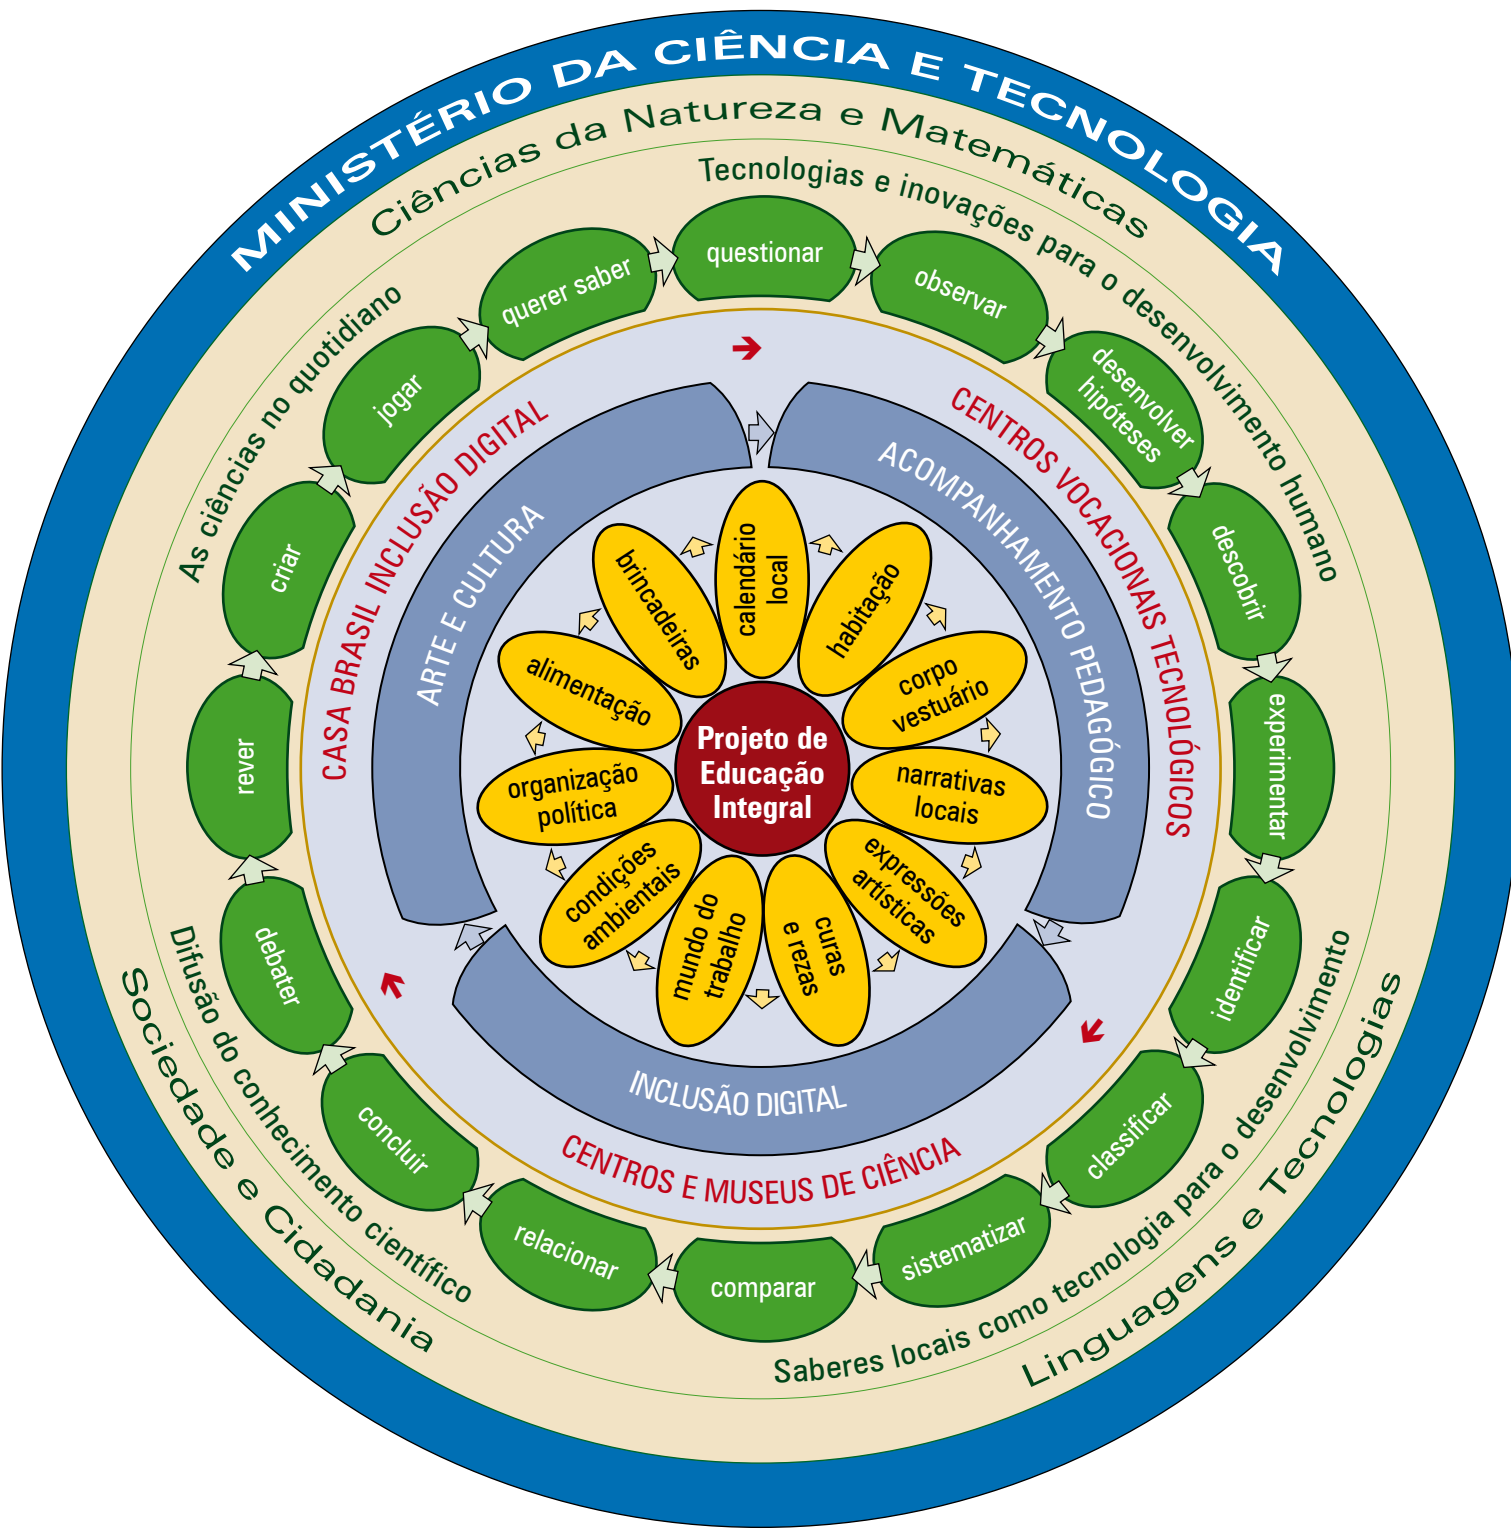 MINISTÉRIO DA CIÊNCIA E TECNOLOGIA
Ciências da Natureza e Matemáticas
Linguagens e Tecnologias
Sociedade e Cidadania
Tecnologias e inovações para o desenvolvimento humano
Saberes locais como tecnologia para o desenvolvimento
Difusão do conhecimento científico
As ciências no quotidiano
questionar
observar
desenvolver
hipóteses
descobrir
experimentar
identificar
classificar
sistematizar
comparar
relacionar
concluir
debater
rever
criar
jogar
querer saber
CENTROS VOCACIONAIS TECNOLÓGICOS
CENTROS E MUSEUS DE CIÊNCIA
CASA BRASIL INCLUSÃO DIGITAL
ACOMPANHAMENTO PEDAGÓGICO
INCLUSÃO DIGITAL
ARTE E CULTURA
calendário
local
habitação
corpo
vestuário
narrativas
locais
expressões
artísticas
curas
e rezas
mundo do
trabalho
condições
ambientais
organização
política
alimentação
brincadeiras
Projeto de
Educação
Integral